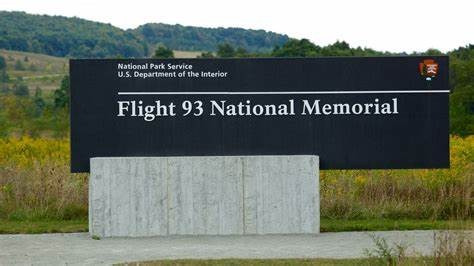 National Park Service
U.S. Department of the Interior
Flight 93 National Memorial